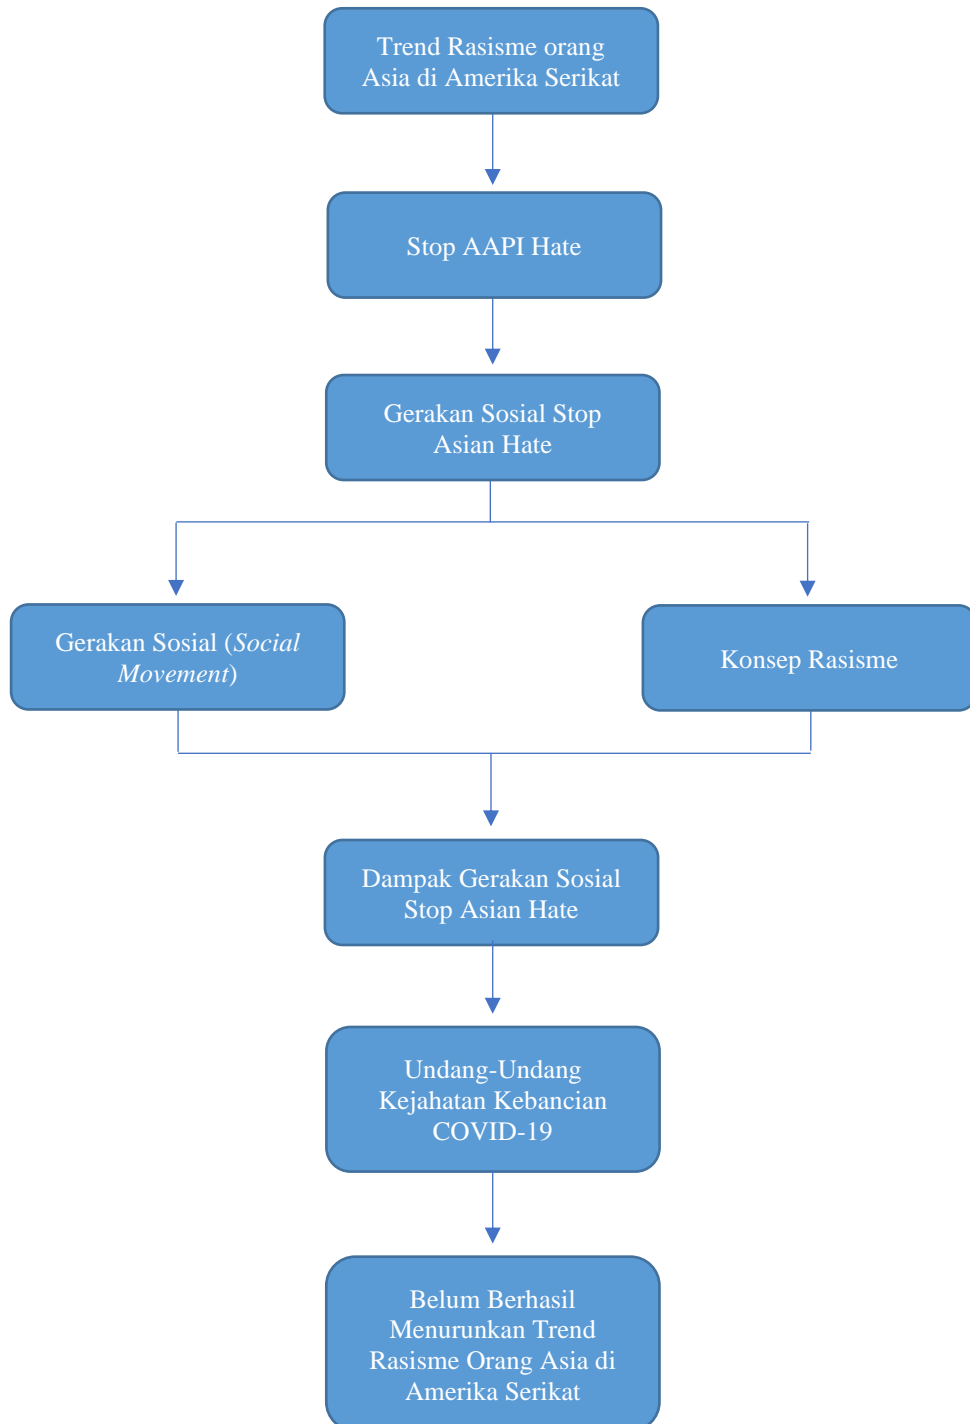 Trend Rasisme orang
Asia di Amerika Serikat
Stop AAPI Hate
Gerakan Sosial Stop
Asian Hate
Gerakan Sosial (Social
Movement)
Konsep Rasisme
Dampak Gerakan Sosial
Stop Asian Hate
Undang-Undang
Kejahatan Kebancian
COVID-19
Belum Berhasil
Menurunkan Trend
Rasisme Orang Asia di
Amerika Serikat